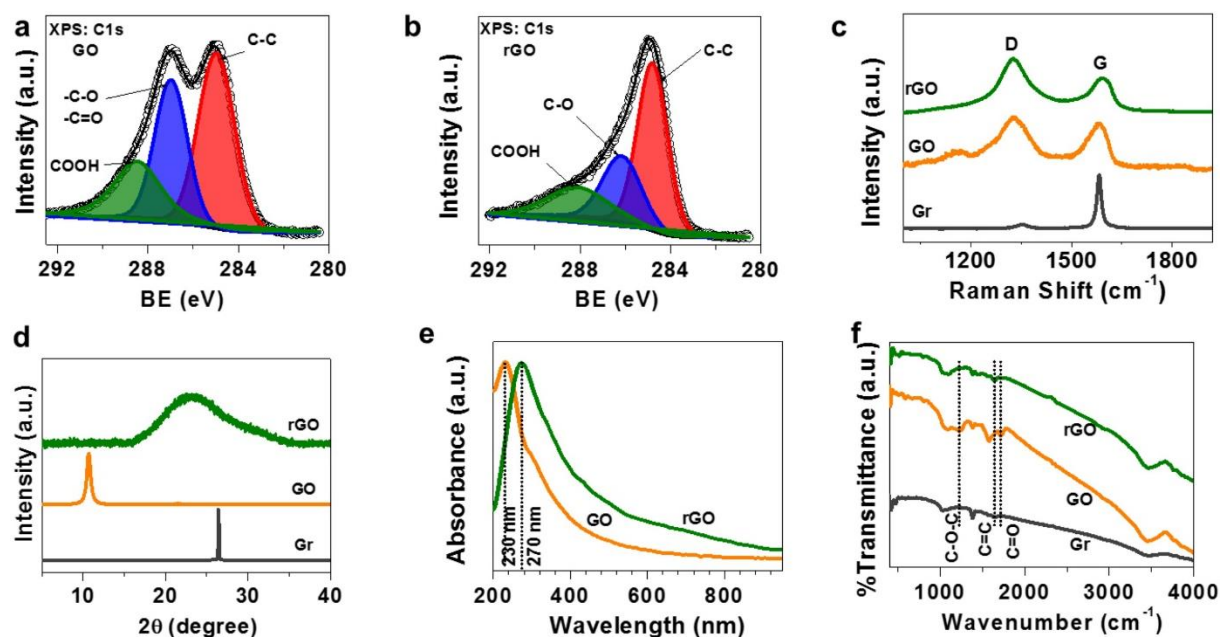 a
XPS: C1s
GO
C-C
-C-O
-C=O
COOH
Intensity (a.u.)
292 288 284 280
BE (eV)
b
XPS: C1s
rGO
C-C
C-O
COOH
Intensity (a.u.)
292 288 284 280
BE (eV)
c
D
G
rGO
GO
Gr
Intensity (a.u.)
1200 1500 1800
Raman Shift (cm⁻¹)
d
rGO
GO
Gr
Intensity (a.u.)
10 20 30 40
2θ (degree)
e
Absorbance (a.u.)
230 nm
270 nm
GO
rGO
200 400 600 800
Wavelength (nm)
f
%Transmittance (a.u.)
rGO
GO
Gr
C-O-C
C=C
C=O
1000 2000 3000 4000
Wavenumber (cm⁻¹)